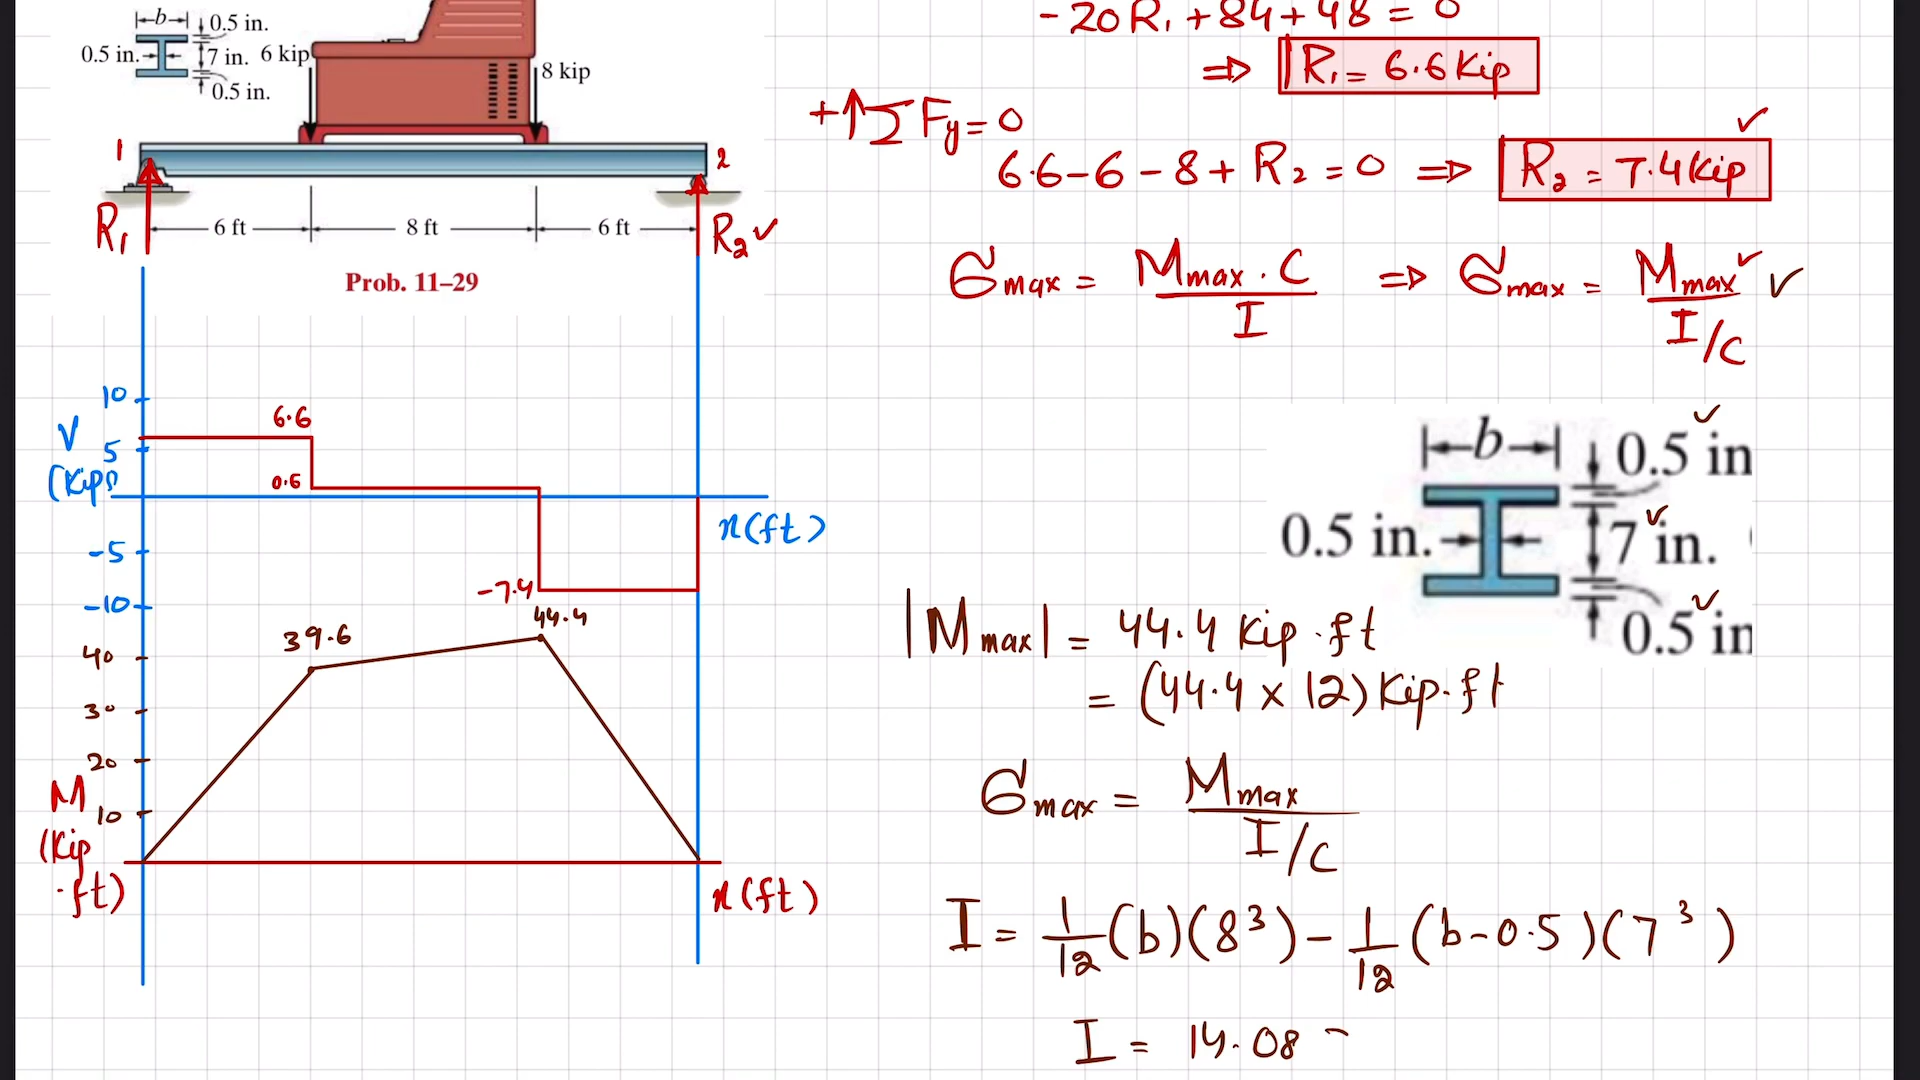 |-b-| 0.5 in.
0.5 in. 7 in.
0.5 in.
6 kip
8 kip
1
2
R₁
R₂ ✓
6 ft
8 ft
6 ft
Prob. 11–29
10
V
(Kips)
5
-5
-10
6.6
0.6
-7.4
x(ft)
39.6
44.4
40
30
20
10
M
(Kip
.ft)
x(ft)
-20R₁ + 84 + 48 = 0
⇒ R₁ = 6.6 Kip
+↑ΣFy = 0
6.6 - 6 - 8 + R₂ = 0 ⇒ R₂ = 7.4 Kip ✓
σmax = Mmax . C / I ⇒ σmax = Mmax ✓ / I/C ✓
|-b-| 0.5 in
0.5 in. 7 in.
0.5 in
|Mmax| = 44.4 Kip.ft
= (44.4 × 12) Kip.ft
σmax = Mmax / I/C
I = 1/12 (b)(8³) - 1/12 (b-0.5)(7³)
I = 14.08